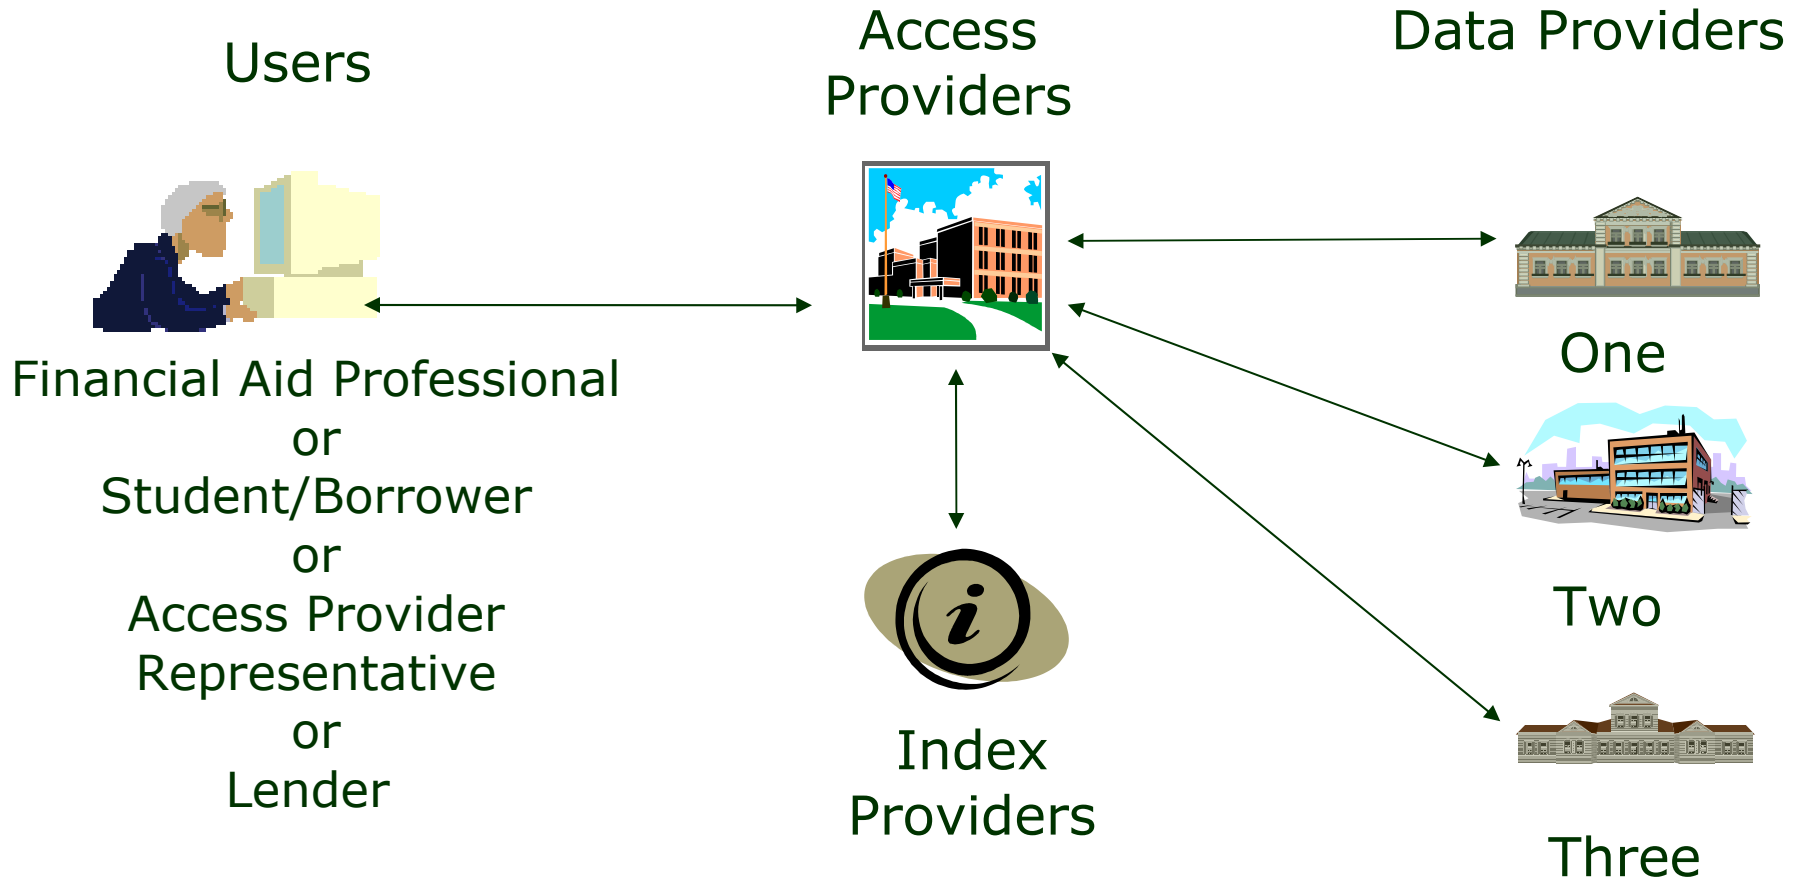 Users
Financial Aid Professional
or
Student/Borrower
or
Access Provider
Representative
or
Lender
Access
Providers
i
Index
Providers
Data Providers
One
Two
Three